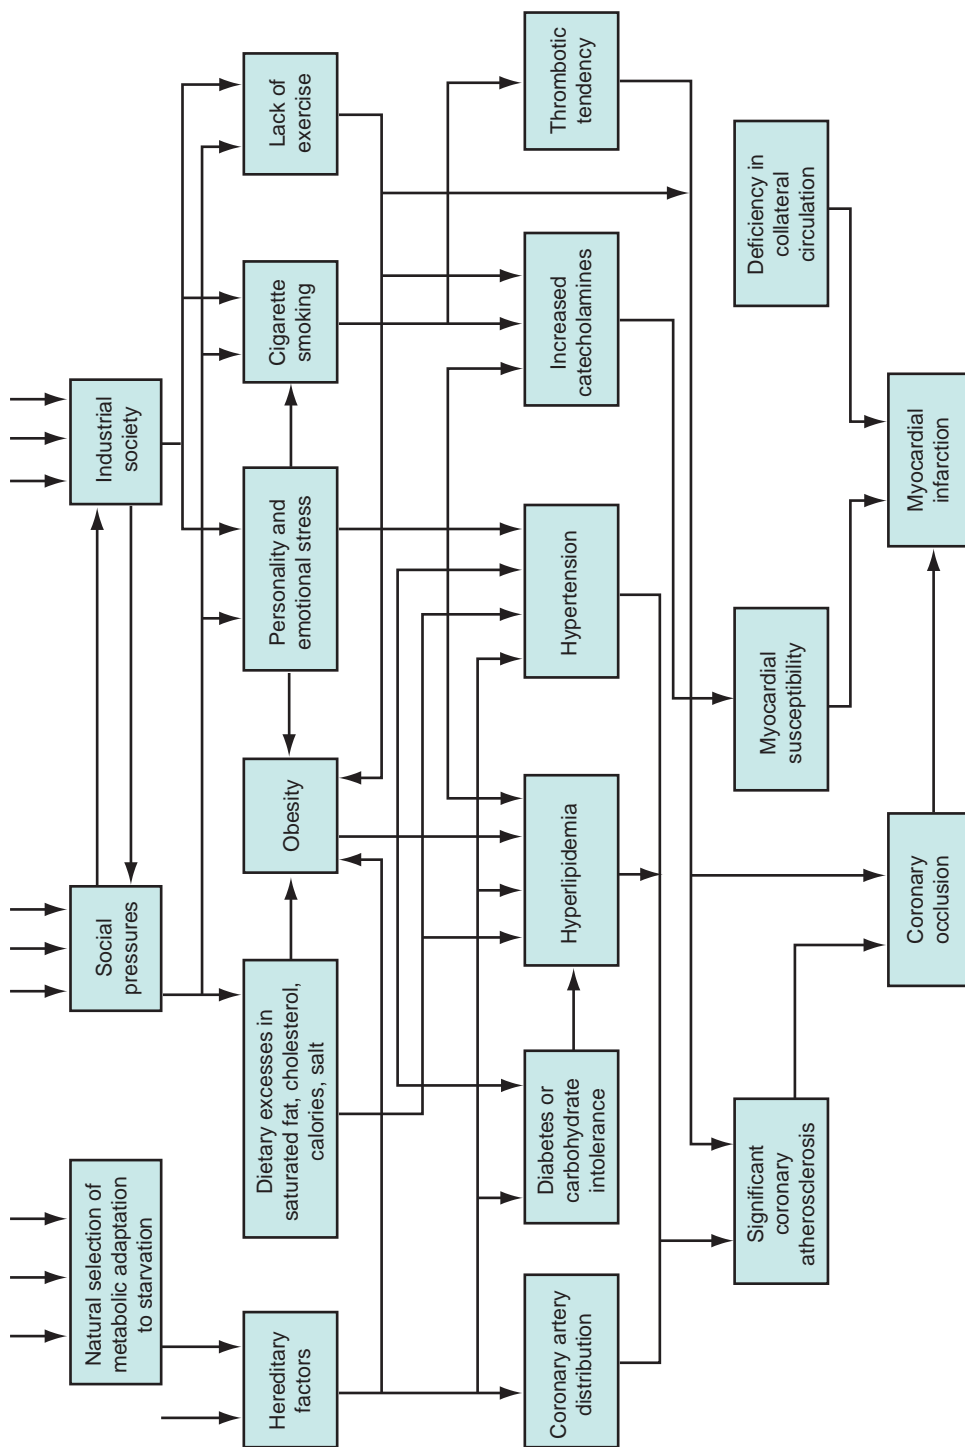 Natural selection of
metabolic adaptation
to starvation
Social
pressures
Industrial
society
Hereditary
factors
Dietary excesses in
saturated fat, cholesterol,
calories, salt
Obesity
Personality and
emotional stress
Cigarette
smoking
Lack of
exercise
Coronary artery
distribution
Diabetes or
carbohydrate
intolerance
Hyperlipidemia
Hypertension
Increased
catecholamines
Thrombotic
tendency
Significant
coronary
atherosclerosis
Myocardial
susceptibility
Deficiency in
collateral
circulation
Coronary
occlusion
Myocardial
infarction